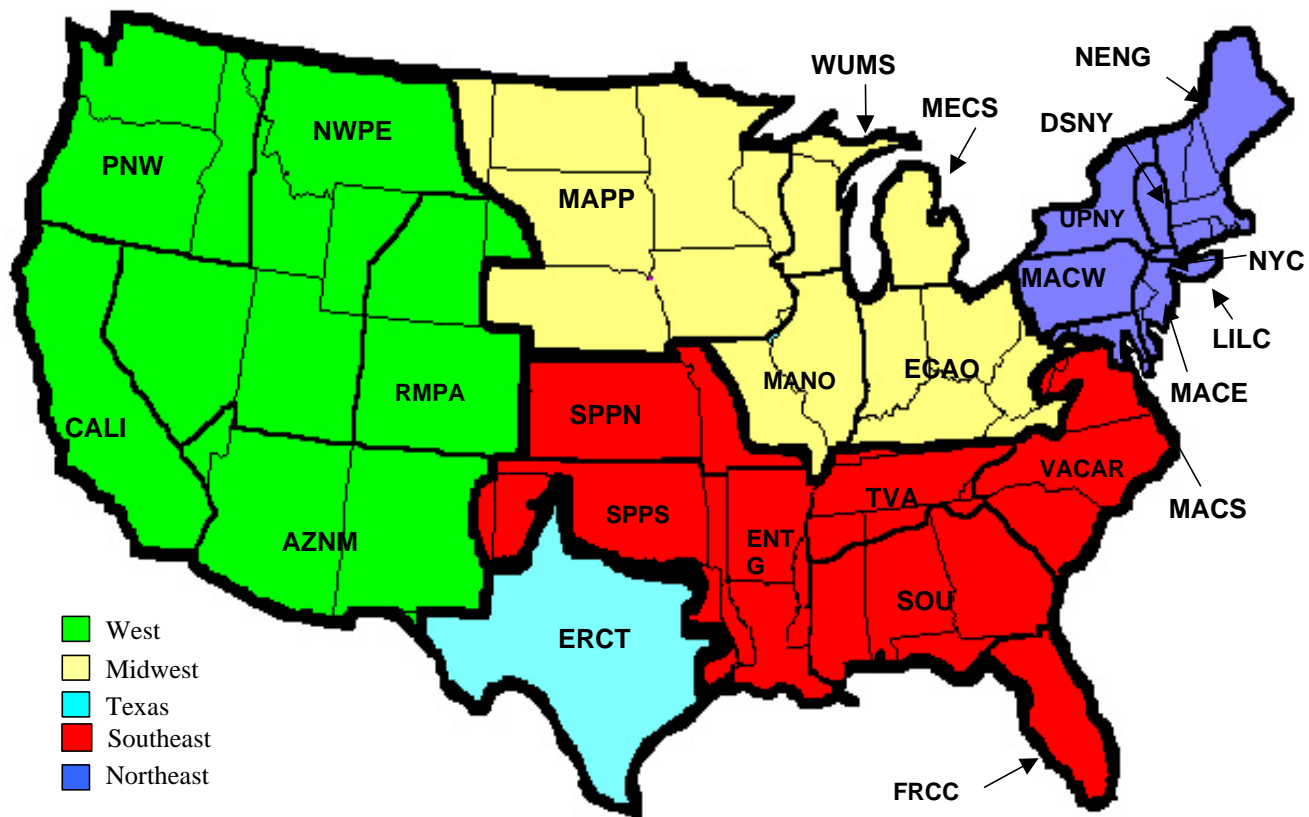 WUMS
NENG
MECS
DSNY
NWPE
PNW
MAPP
UPNY
NYC
MACW
LILC
MANO
ECAO
RMPA
MACE
SPPN
CALI
VACAR
TVA
MACS
SPPS
AZNM
ENT
G
SOU
ERCT
FRCC
West
Midwest
Texas
Southeast
Northeast